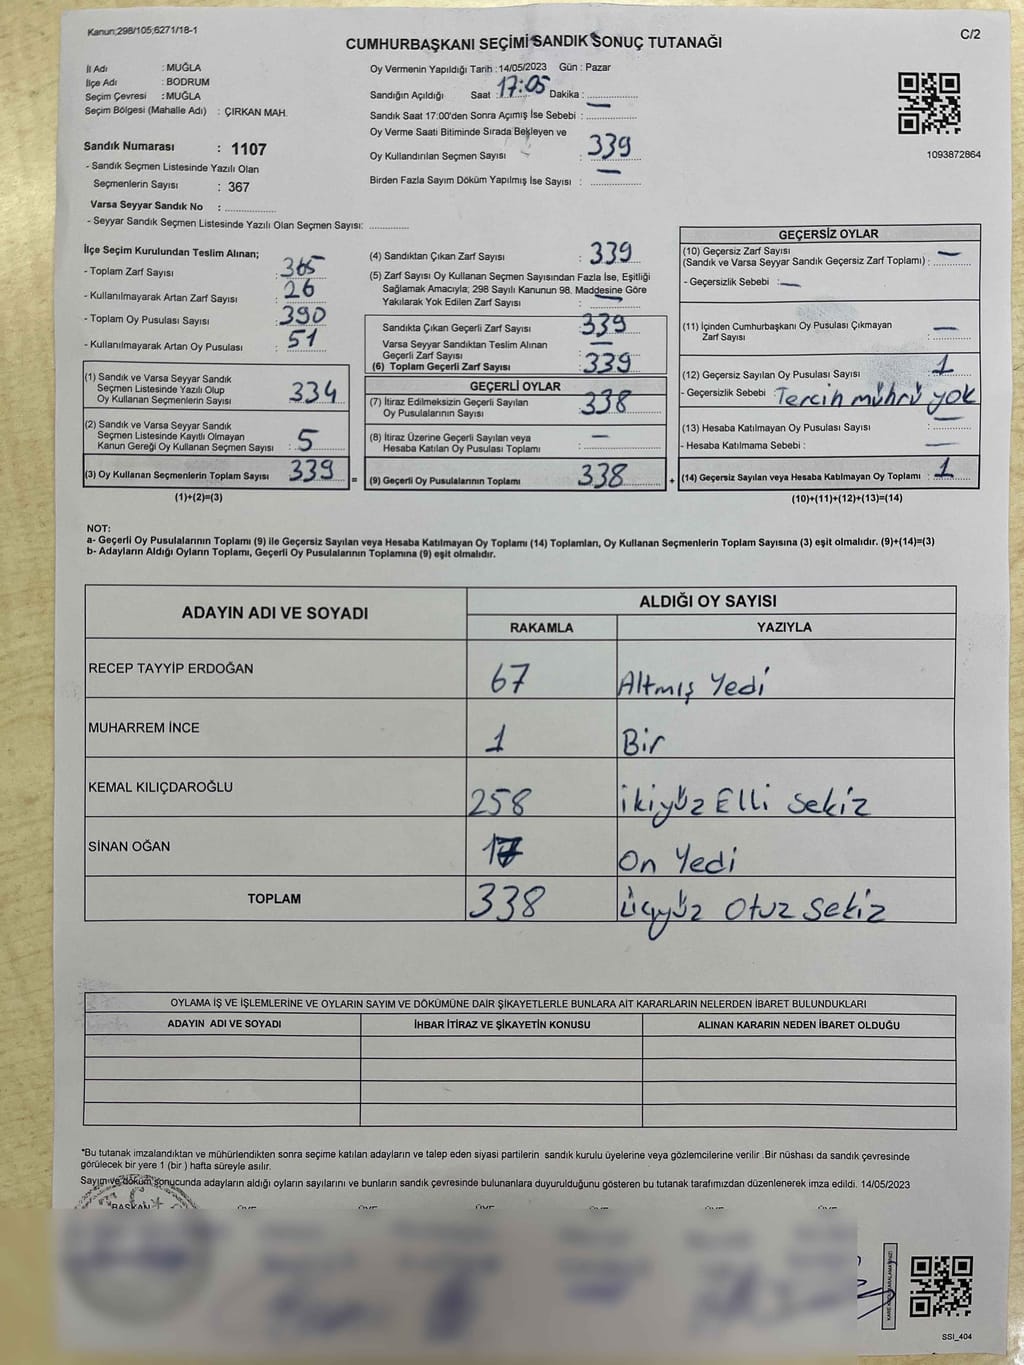 Kanun;298/105;6271/18-1
C/2
CUMHURBAŞKANI SEÇİMİ SANDIK SONUÇ TUTANAĞI
İl Adı : MUĞLA
İlçe Adı : BODRUM
Seçim Çevresi : MUĞLA
Seçim Bölgesi (Mahalle Adı) : ÇIRKAN MAH.
Sandık Numarası : 1107
- Sandık Seçmen Listesinde Yazılı Olan
Seçmenlerin Sayısı : 367
Varsa Seyyar Sandık No : ..............
- Seyyar Sandık Seçmen Listesinde Yazılı Olan Seçmen Sayısı: ............
Oy Vermenin Yapıldığı Tarih :14/05/2023 Gün : Pazar
Sandığın Açıldığı Saat : 17:05 Dakika : ..............
Sandık Saat 17:00'den Sonra Açımış İse Sebebi : — ..............
Oy Verme Saati Bitiminde Sırada Bekleyen ve
Oy Kullandırılan Seçmen Sayısı : 339
Birden Fazla Sayım Döküm Yapılmış İse Sayısı : — ..............
1093872864
İlçe Seçim Kurulundan Teslim Alınan;
- Toplam Zarf Sayısı : 365
- Kullanılmayarak Artan Zarf Sayısı : 26
- Toplam Oy Pusulası Sayısı : 390
- Kullanılmayarak Artan Oy Pusulası : 51
(1) Sandık ve Varsa Seyyar Sandık
Seçmen Listesinde Yazılı Olup
Oy Kullanan Seçmenlerin Sayısı : 334
(2) Sandık ve Varsa Seyyar Sandık
Seçmen Listesinde Kayıtlı Olmayan
Kanun Gereği Oy Kullanan Seçmen Sayısı : 5
(3) Oy Kullanan Seçmenlerin Toplam Sayısı : 339
(1)+(2)=(3)
(4) Sandıktan Çıkan Zarf Sayısı : 339
(5) Zarf Sayısı Oy Kullanan Seçmen Sayısından Fazla İse, Eşitliği
Sağlamak Amacıyla; 298 Sayılı Kanunun 98. Maddesine Göre
Yakılarak Yok Edilen Zarf Sayısı : —
Sandıkta Çıkan Geçerli Zarf Sayısı : 339
Varsa Seyyar Sandıktan Teslim Alınan
Geçerli Zarf Sayısı : —
(6) Toplam Geçerli Zarf Sayısı : 339
GEÇERLİ OYLAR
(7) İtiraz Edilmeksizin Geçerli Sayılan
Oy Pusulalarının Sayısı : 338
(8) İtiraz Üzerine Geçerli Sayılan veya
Hesaba Katılan Oy Pusulası Toplamı : —
= (9) Geçerli Oy Pusulalarının Toplamı : 338
GEÇERSİZ OYLAR
(10) Geçersiz Zarf Sayısı
(Sandık ve Varsa Seyyar Sandık Geçersiz Zarf Toplamı) : —
- Geçersizlik Sebebi : —
(11) İçinden Cumhurbaşkanı Oy Pusulası Çıkmayan
Zarf Sayısı : —
(12) Geçersiz Sayılan Oy Pusulası Sayısı : 1
- Geçersizlik Sebebi : Tercih mührü yok
(13) Hesaba Katılmayan Oy Pusulası Sayısı : —
- Hesaba Katılmama Sebebi : —
+ (14) Geçersiz Sayılan veya Hesaba Katılmayan Oy Toplamı : 1
(10)+(11)+(12)+(13)=(14)
NOT:
a- Geçerli Oy Pusulalarının Toplamı (9) ile Geçersiz Sayılan veya Hesaba Katılmayan Oy Toplamı (14) Toplamları, Oy Kullanan Seçmenlerin Toplam Sayısına (3) eşit olmalıdır. (9)+(14)=(3)
b- Adayların Aldığı Oyların Toplamı, Geçerli Oy Pusulalarının Toplamına (9) eşit olmalıdır.
ADAYIN ADI VE SOYADI
ALDIĞI OY SAYISI
RAKAMLA YAZIYLA
RECEP TAYYİP ERDOĞAN 67 Altmış Yedi
MUHARREM İNCE 1 Bir
KEMAL KILIÇDAROĞLU 258 ikiyüz Elli sekiz
SİNAN OĞAN 17 On Yedi
TOPLAM 338 üçyüz otuz sekiz
OYLAMA İŞ VE İŞLEMLERİNE VE OYLARIN SAYIM VE DÖKÜMÜNE DAİR ŞİKAYETLERLE BUNLARA AİT KARARLARIN NELERDEN İBARET BULUNDUKLARI
ADAYIN ADI VE SOYADI İHBAR İTİRAZ VE ŞİKAYETİN KONUSU ALINAN KARARIN NEDEN İBARET OLDUĞU
*Bu tutanak imzalandıktan ve mühürlendikten sonra seçime katılan adayların ve talep eden siyasi partilerin sandık kurulu üyelerine veya gözlemcilerine verilir .Bir nüshası da sandık çevresinde
görülecek bir yere 1 (bir ) hafta süreyle asılır.
Sayım ve döküm sonucunda adayların aldığı oyların sayılarını ve bunların sandık çevresinde bulunanlara duyurulduğunu gösteren bu tutanak tarafımızdan düzenlenerek imza edildi. 14/05/2023
BAŞKAN ÜYE ÜYE ÜYE ÜYE ÜYE
SSI_404